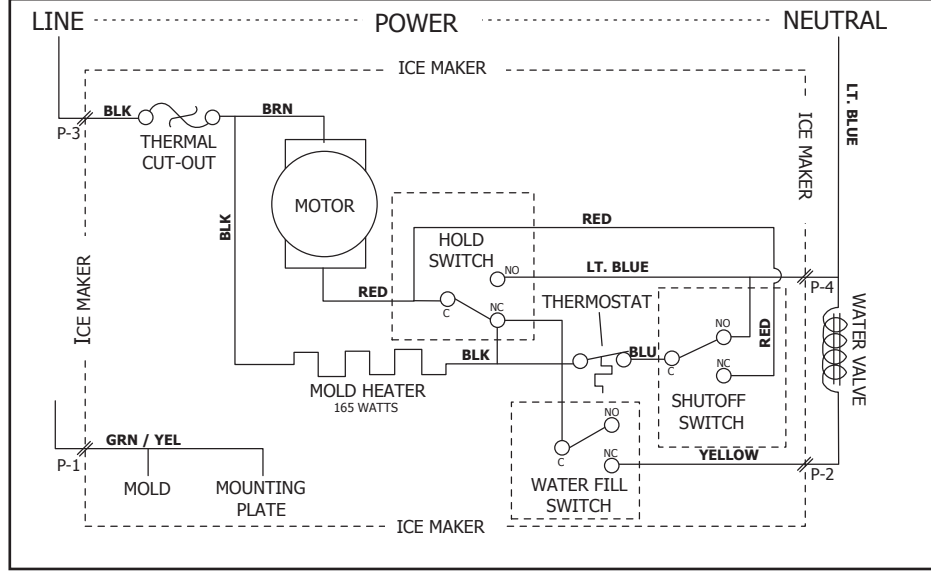 LINE POWER NEUTRAL
ICE MAKER
BLK
BRN
P-3
THERMAL
CUT-OUT
LT. BLUE
ICE MAKER
MOTOR
BLK
HOLD
SWITCH
RED
NO
LT. BLUE
P-4
ICE MAKER
RED
C
NC
THERMOSTAT
NO
RED
WATER VALVE
BLK
BLU
C
NC
MOLD HEATER
165 WATTS
SHUTOFF
SWITCH
NO
GRN / YEL
P-1
C
NC
YELLOW
P-2
MOLD
MOUNTING
PLATE
WATER FILL
SWITCH
ICE MAKER